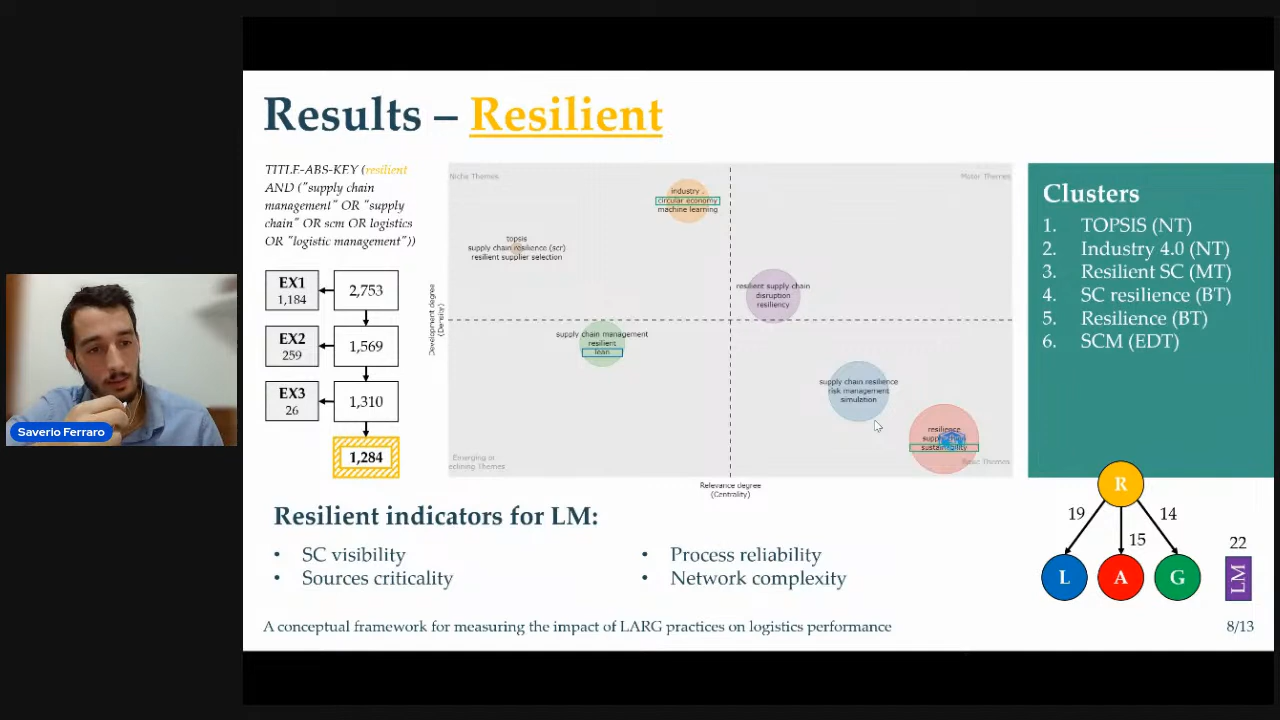 Results – Resilient
TITLE-ABS-KEY (resilient
AND ("supply chain
management" OR "supply
chain" OR scm OR logistics
OR "logistic management"))
EX1
1,184
2,753
EX2
259
1,569
EX3
26
1,310
1,284
Niche Themes
Motor Themes
industry .
circular economy
machine learning
topsis
supply chain resilience (scr)
resilient supplier selection
resilient supply chain
disruption
resiliency
supply chain management
resilient
lean
supply chain resilience
risk management
simulation
resilience
supply
sustainability
Emerging or
eclining Themes
Basic Themes
Development degree
(Density)
Relevance degree
(Centrality)
Clusters
1. TOPSIS (NT)
2. Industry 4.0 (NT)
3. Resilient SC (MT)
4. SC resilience (BT)
5. Resilience (BT)
6. SCM (EDT)
Saverio Ferraro
Resilient indicators for LM:
• SC visibility
• Sources criticality
• Process reliability
• Network complexity
R
19
15
14
L
A
G
22
LM
A conceptual framework for measuring the impact of LARG practices on logistics performance
8/13